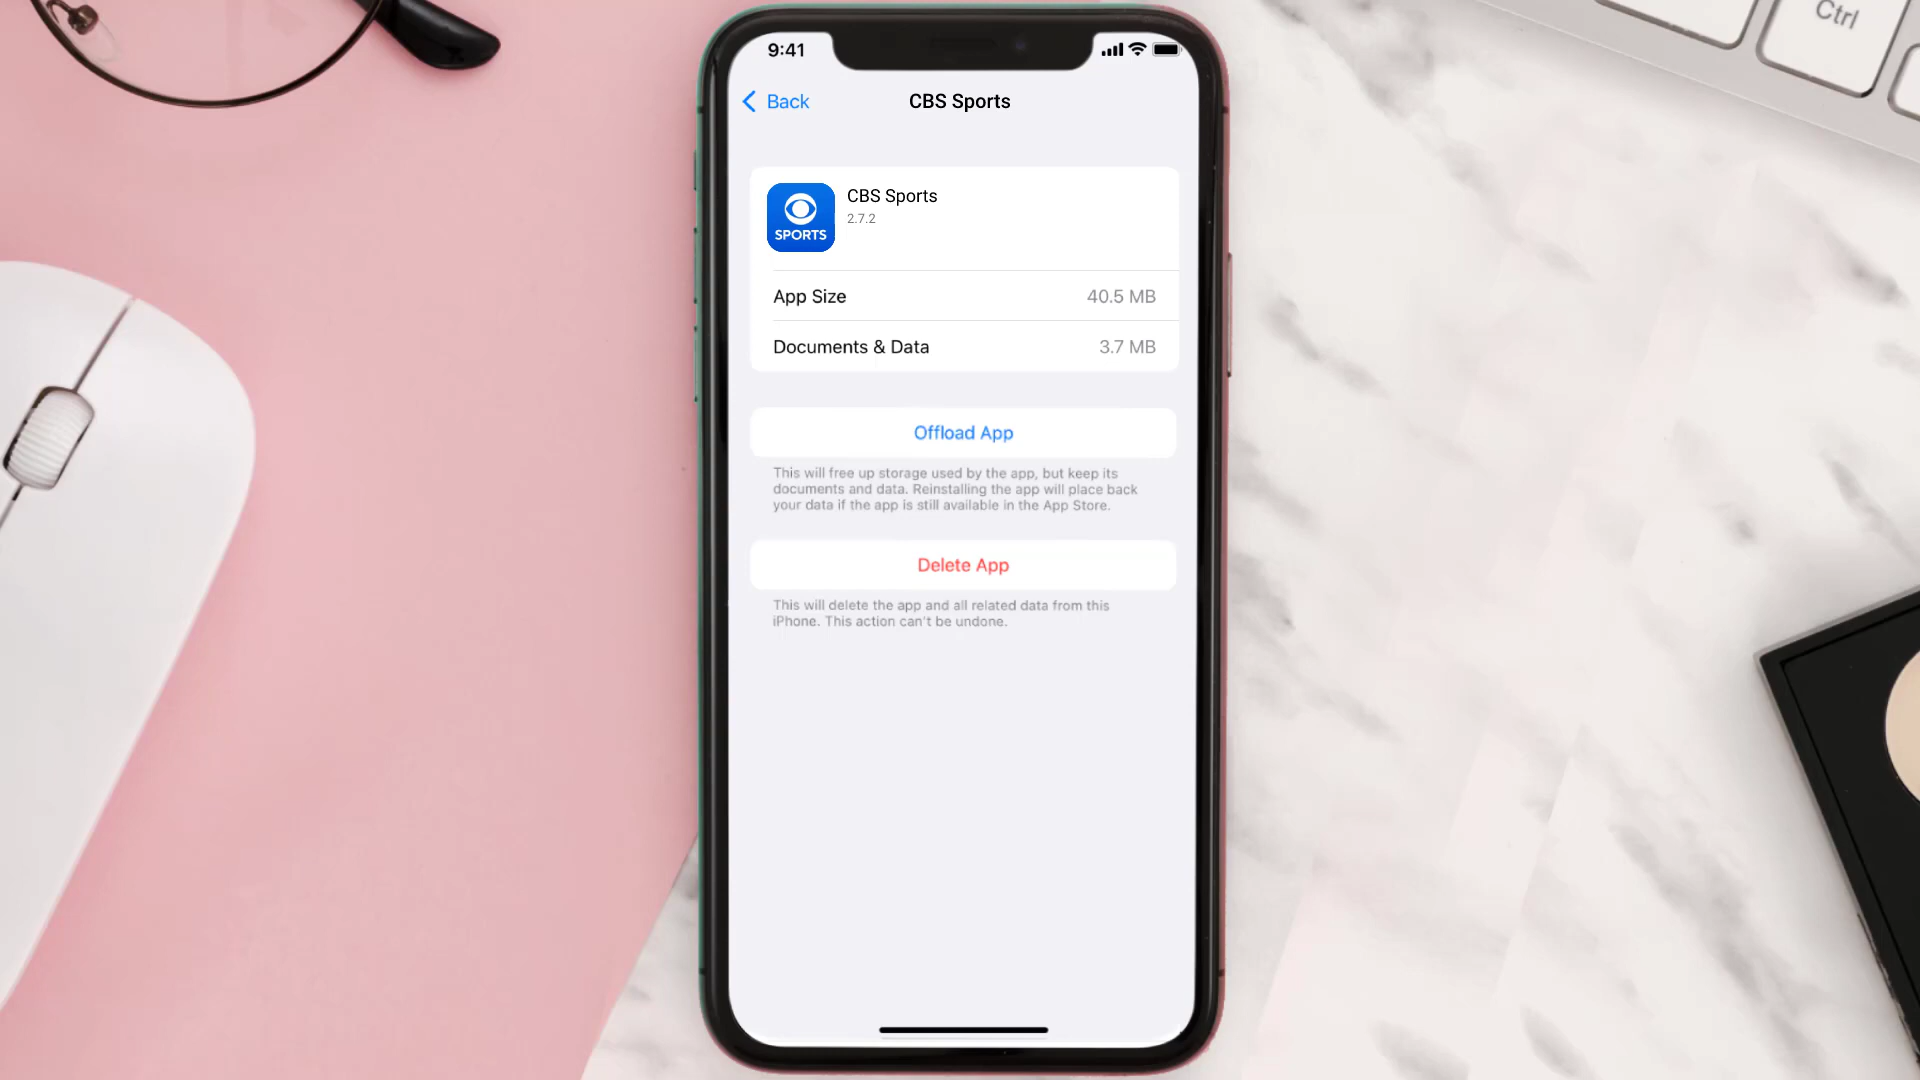 Ctrl
9:41
Back
CBS Sports
SPORTS
CBS Sports
2.7.2
App Size
40.5 MB
Documents & Data
3.7 MB
Offload App
This will free up storage used by the app, but keep its
documents and data. Reinstalling the app will place back
your data if the app is still available in the App Store.
Delete App
This will delete the app and all related data from this
iPhone. This action can't be undone.